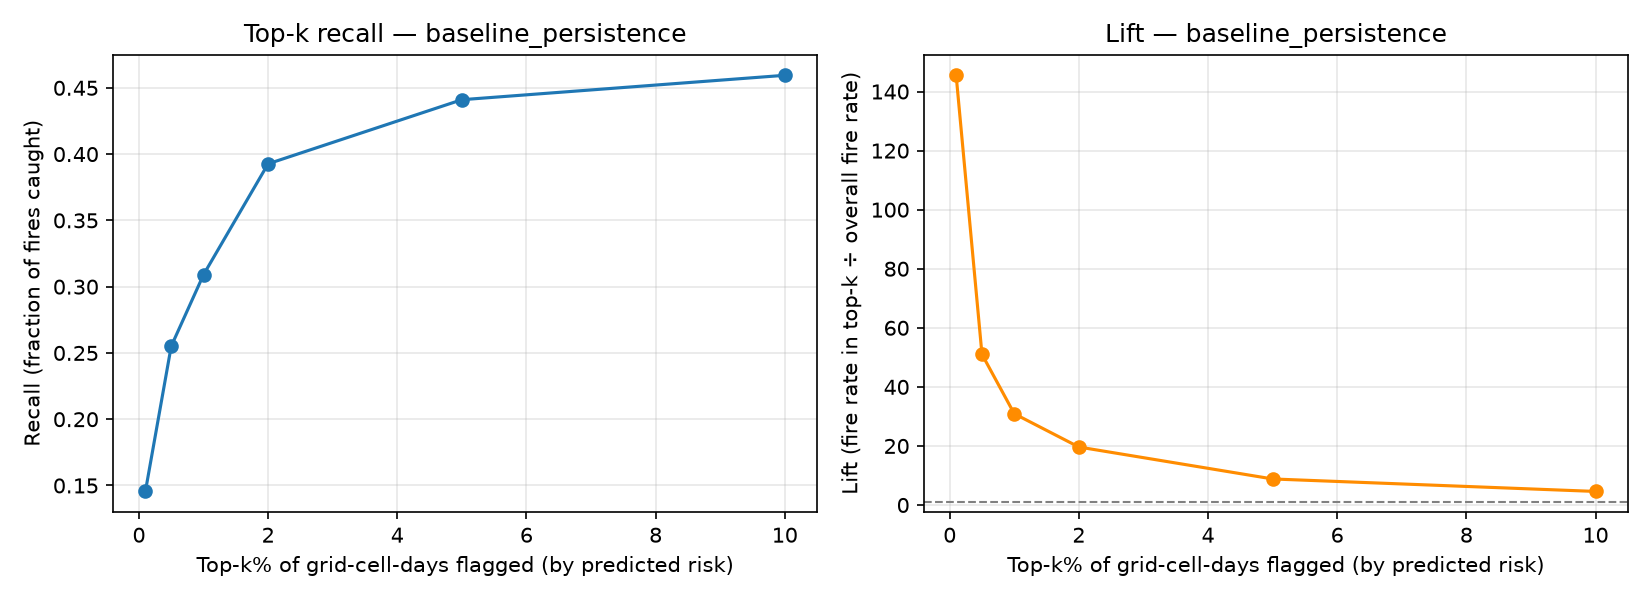 Top-k recall — baseline_persistence
Recall (fraction of fires caught)
0.45
0.40
0.35
0.30
0.25
0.20
0.15
0 2 4 6 8 10
Top-k% of grid-cell-days flagged (by predicted risk)
Lift — baseline_persistence
Lift (fire rate in top-k ÷ overall fire rate)
140
120
100
80
60
40
20
0
0 2 4 6 8 10
Top-k% of grid-cell-days flagged (by predicted risk)